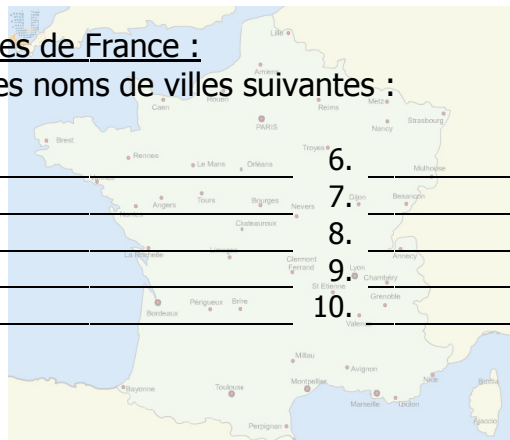 Lille
es de France :
Amiens
es noms de villes suivantes :
Rouen Reims Metz
Caen
PARIS Nancy Strasbourg
Brest Troyes
Rennes Le Mans Orléans 6.
Mulhouse
Angers Tours Bourges Nevers 7. Dijon Besançon
Nantes
Chateauroux 8.
La Rochelle Limoges Clermont Ferrand Lyon Annecy
9. Chambéry
St Etienne
Bordeaux Périgueux Brive 10. Grenoble
Valence
Millau
Avignon
Bayonne Toulouse Montpellier Nice Bastia
Marseille Toulon
Perpignan Ajaccio